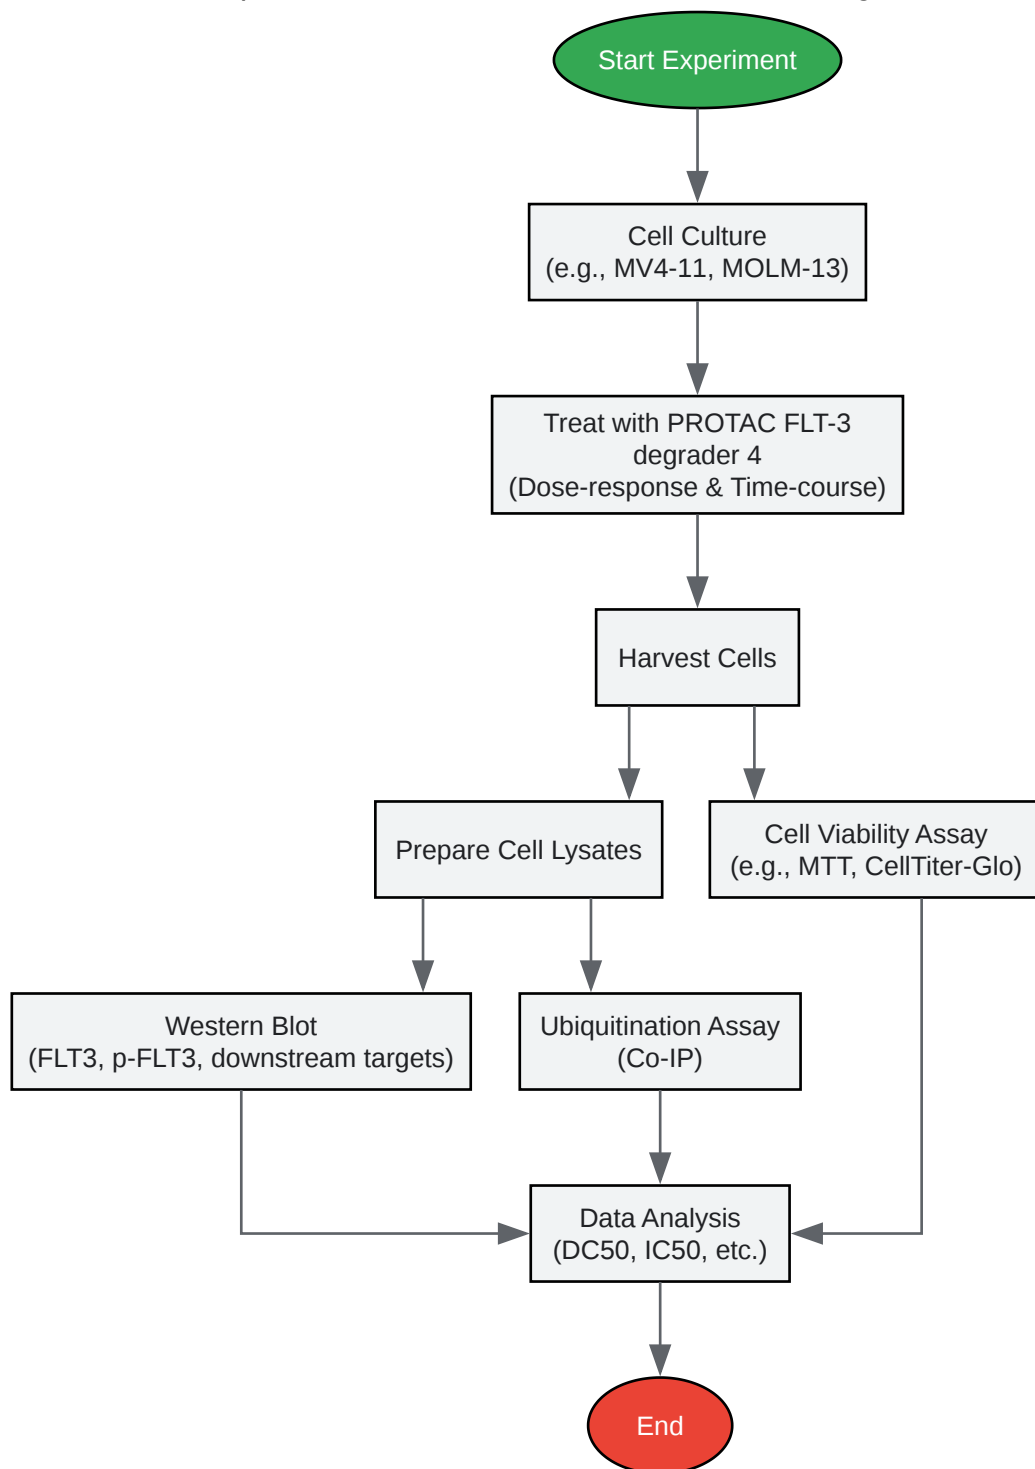 Start Experiment
Cell Culture
(e.g., MV4-11, MOLM-13)
Treat with PROTAC FLT-3
degrader 4
(Dose-response & Time-course)
Harvest Cells
Prepare Cell Lysates
Cell Viability Assay
(e.g., MTT, CellTiter-Glo)
Western Blot
(FLT3, p-FLT3, downstream targets)
Ubiquitination Assay
(Co-IP)
Data Analysis
(DC50, IC50, etc.)
End